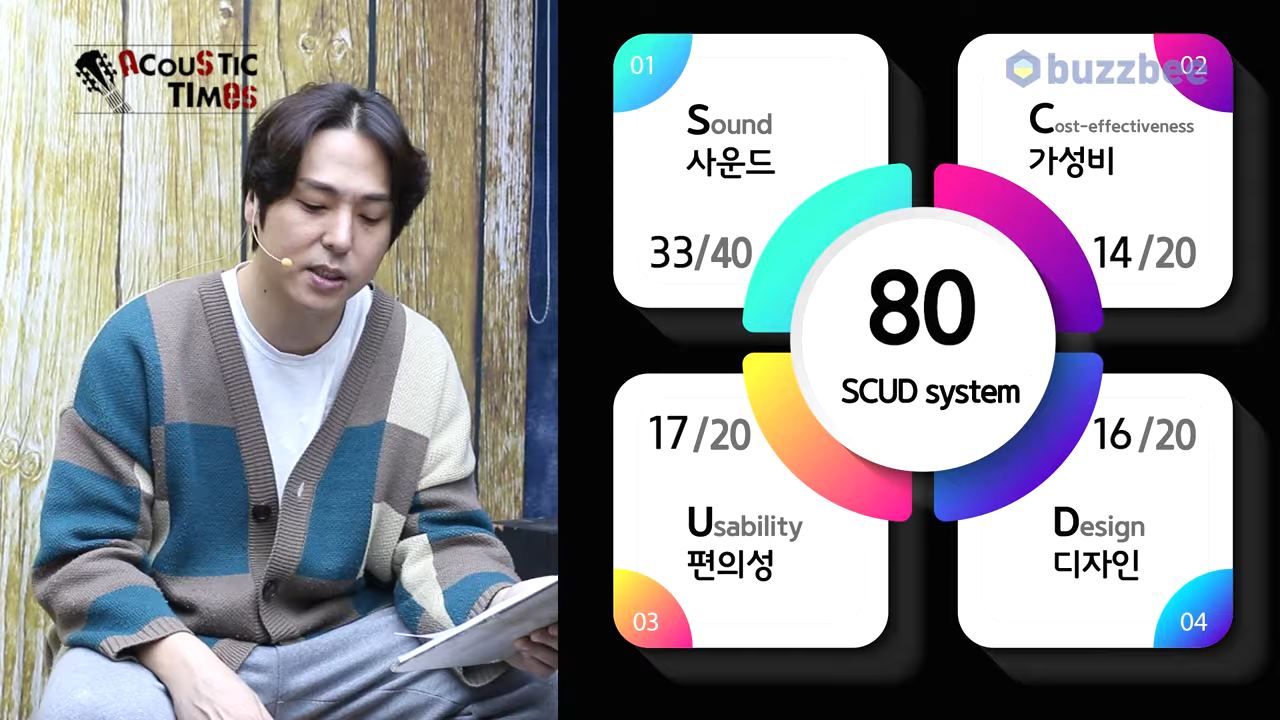 AcouStic
Times
01
Sound
사운드
33/40
buzzbee
02
Cost-effectiveness
가성비
14/20
80
SCUD system
17/20
Usability
편의성
03
16/20
Design
디자인
04